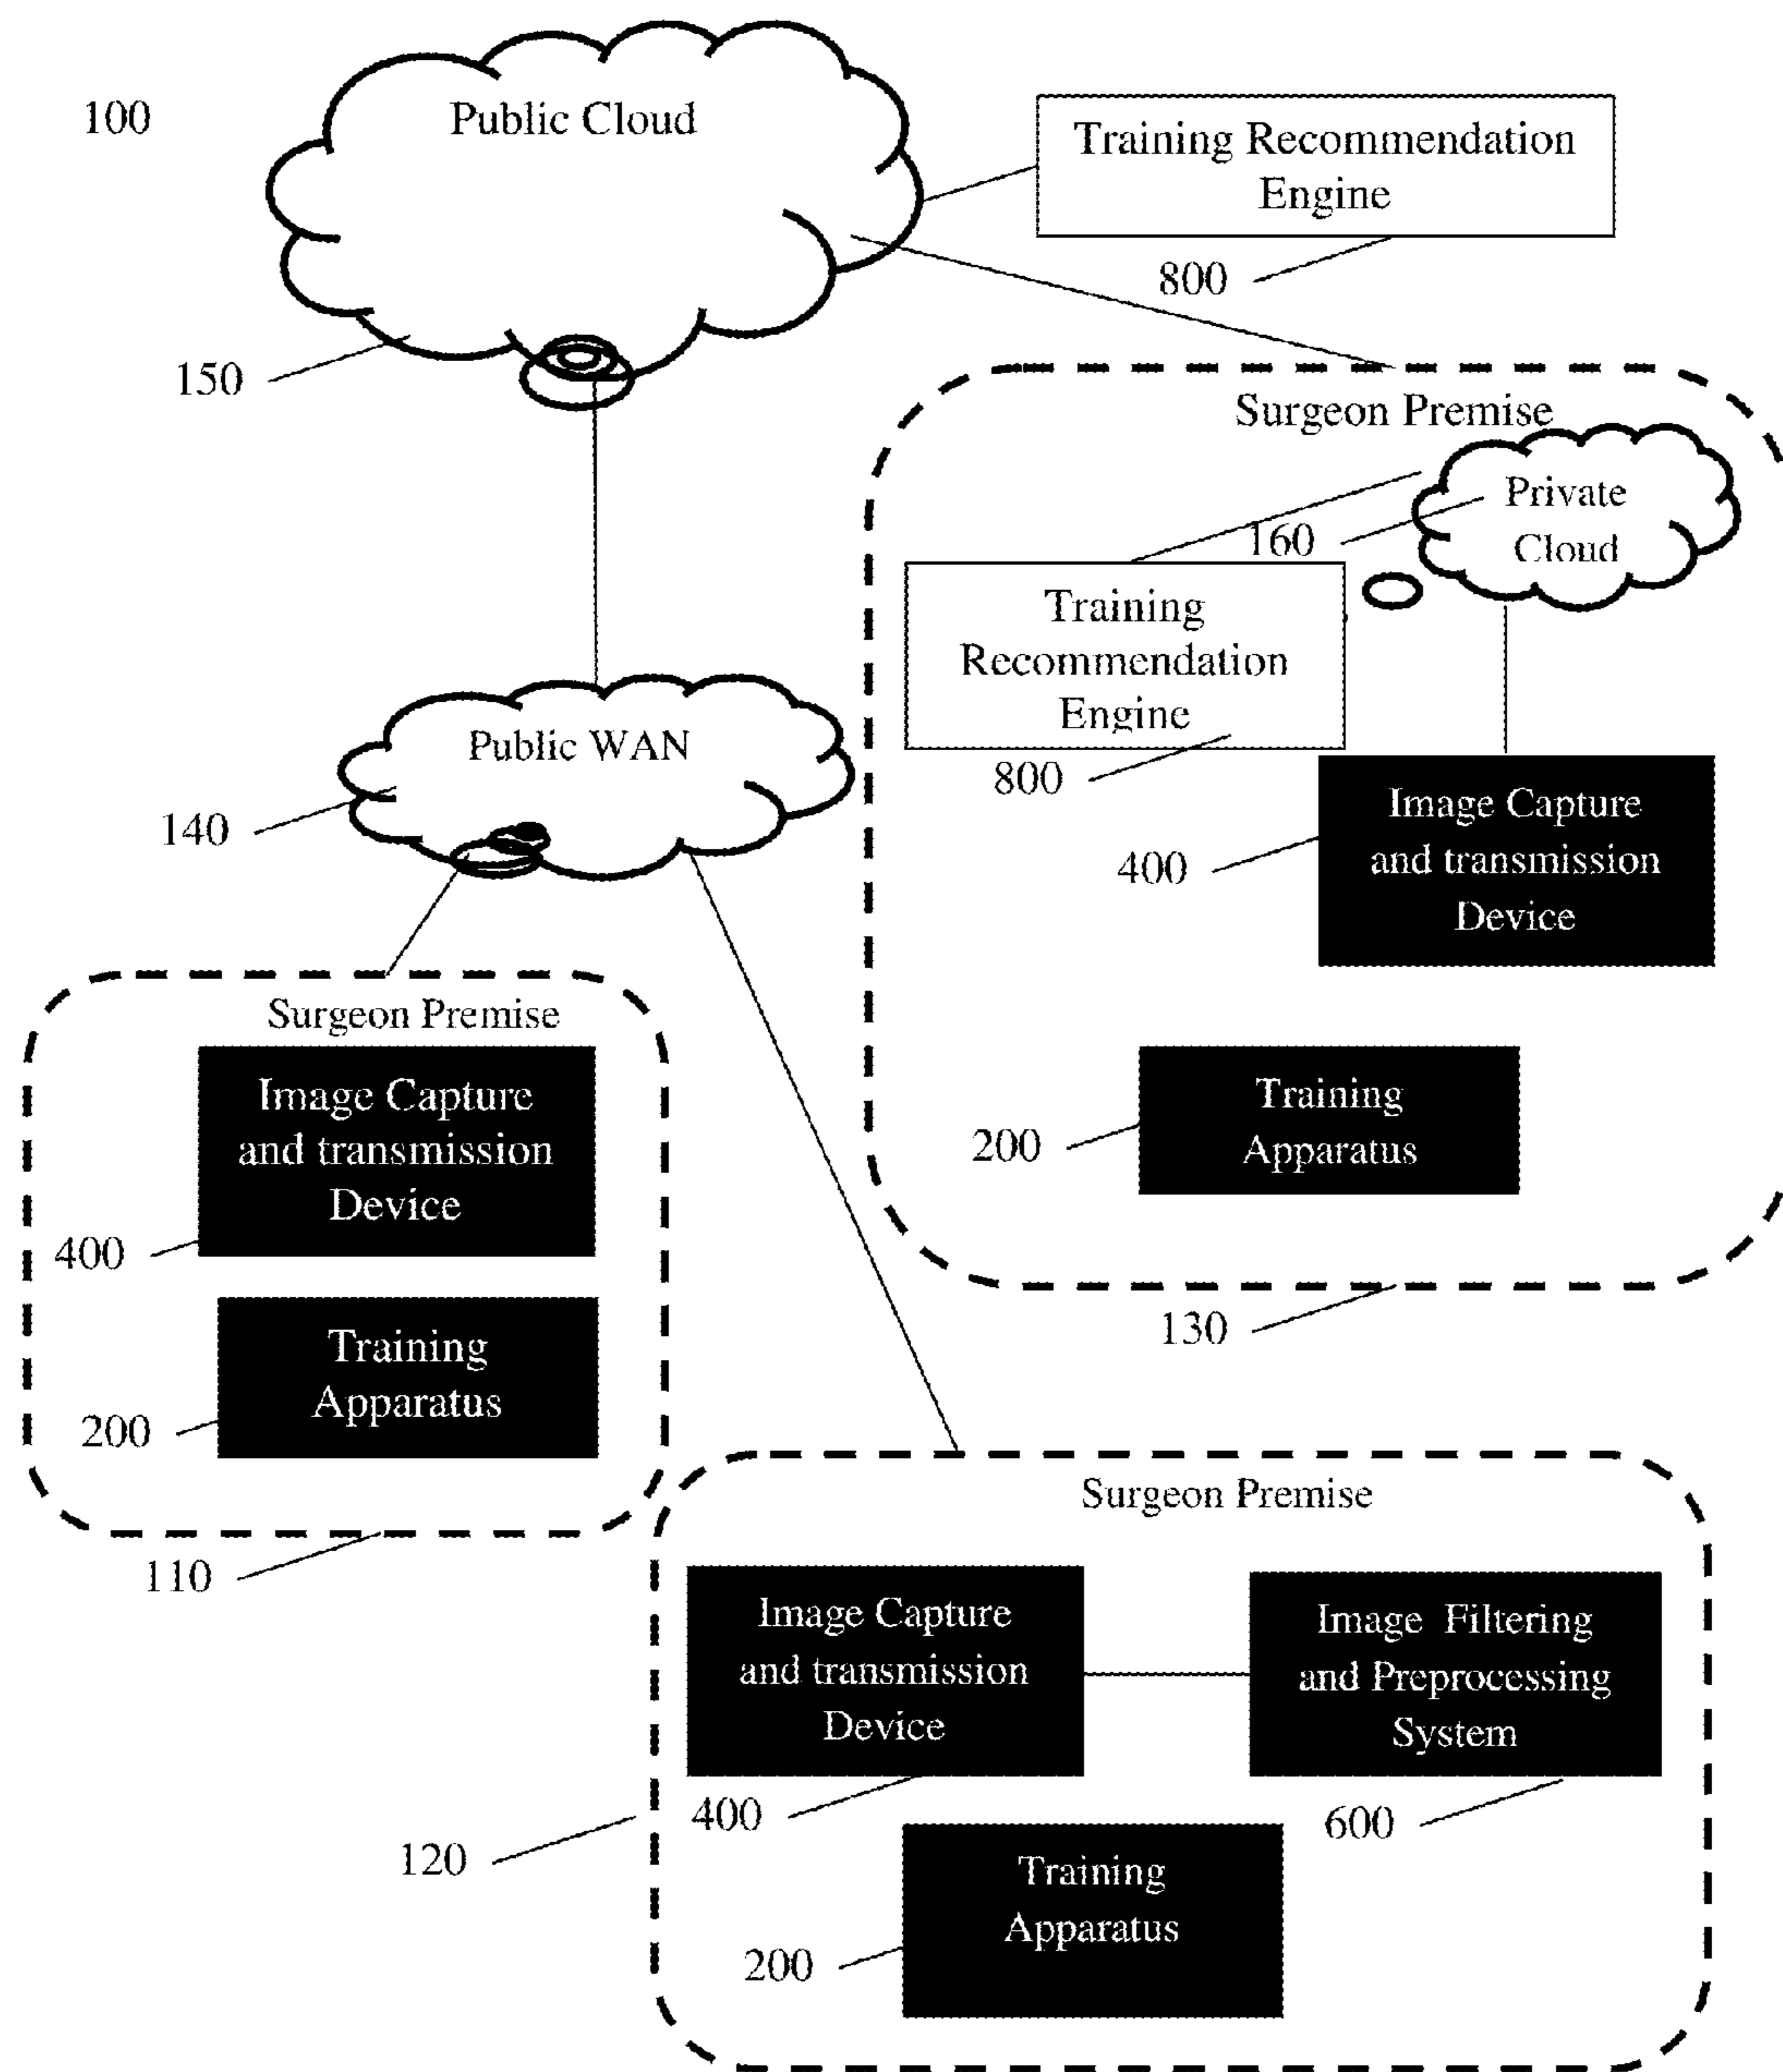 100
Public Cloud
Training Recommendation
Engine
800
150
Surgeon Premise
Private
Cloud
160
Training
Recommendation
Engine
800
Public WAN
140
Image Capture
and transmission
Device
400
Training
Apparatus
200
130
Surgeon Premise
Image Capture
and transmission
Device
400
Training
Apparatus
200
110
Surgeon Premise
Image Capture
and transmission
Device
400
Image Filtering
and Preprocessing
System
600
120
Training
Apparatus
200